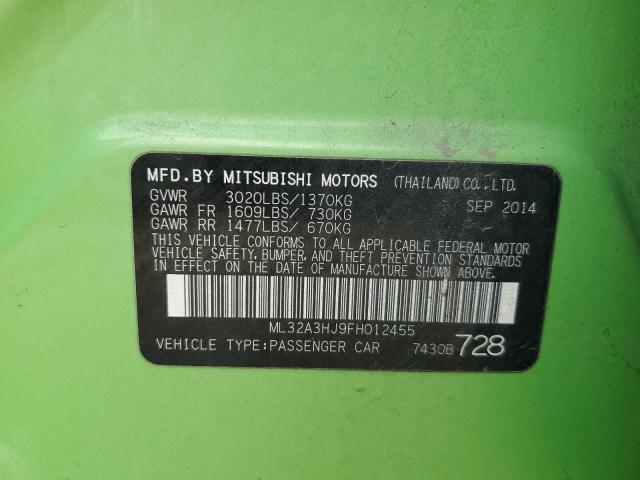 MFD.BY MITSUBISHI MOTORS (THAILAND)CO.,LTD.
GVWR 3020LBS/1370KG SEP 2014
GAWR FR 1609LBS/ 730KG
GAWR RR 1477LBS/ 670KG
THIS VEHICLE CONFORMS TO ALL APPLICABLE FEDERAL MOTOR
VEHICLE SAFETY, BUMPER, AND THEFT PREVENTION STANDARDS
IN EFFECT ON THE DATE OF MANUFACTURE SHOWN ABOVE.
ML32A3HJ9FH012455
VEHICLE TYPE:PASSENGER CAR 7430B 728